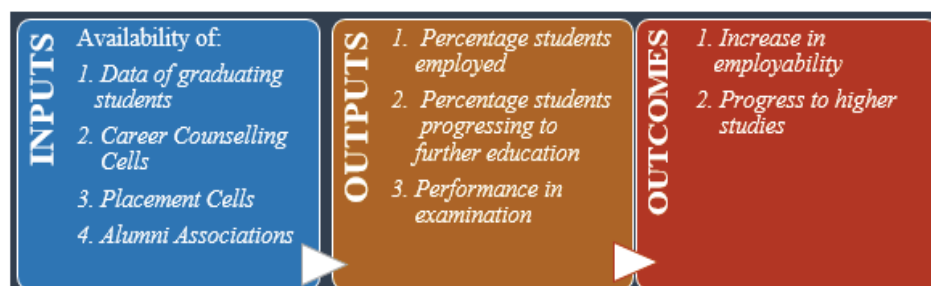 INPUTS
Availability of:
1. Data of graduating
students
2. Career Counselling
Cells
3. Placement Cells
4. Alumni Associations
OUTPUTS
1. Percentage students
employed
2. Percentage students
progressing to
further education
3. Performance in
examination
OUTCOMES
1. Increase in
employability
2. Progress to higher
studies